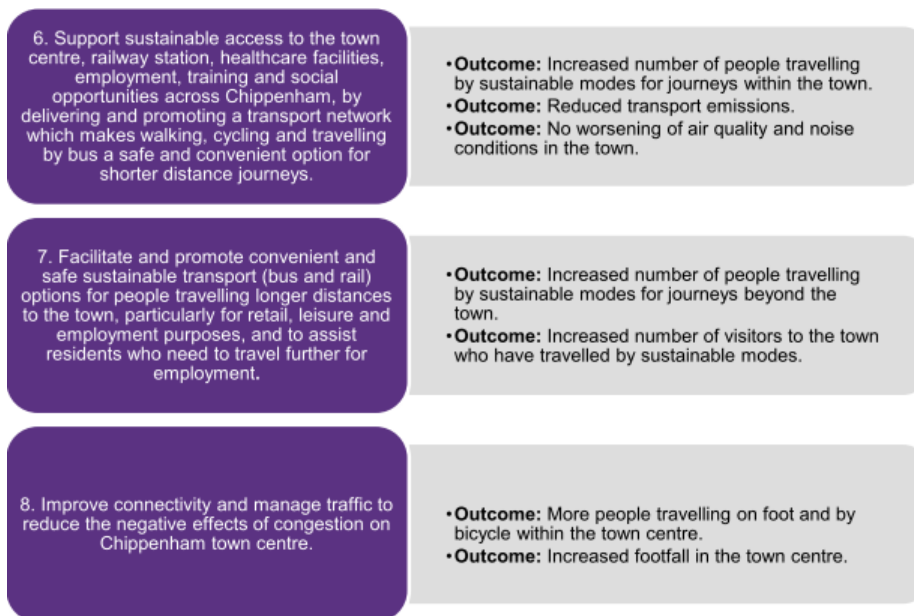 6. Support sustainable access to the town
centre, railway station, healthcare facilities,
employment, training and social
opportunities across Chippenham, by
delivering and promoting a transport network
which makes walking, cycling and travelling
by bus a safe and convenient option for
shorter distance journeys.
•Outcome: Increased number of people travelling
by sustainable modes for journeys within the town.
•Outcome: Reduced transport emissions.
•Outcome: No worsening of air quality and noise
conditions in the town.
7. Facilitate and promote convenient and
safe sustainable transport (bus and rail)
options for people travelling longer distances
to the town, particularly for retail, leisure and
employment purposes, and to assist
residents who need to travel further for
employment.
•Outcome: Increased number of people travelling
by sustainable modes for journeys beyond the
town.
•Outcome: Increased number of visitors to the town
who have travelled by sustainable modes.
8. Improve connectivity and manage traffic to
reduce the negative effects of congestion on
Chippenham town centre.
•Outcome: More people travelling on foot and by
bicycle within the town centre.
•Outcome: Increased footfall in the town centre.